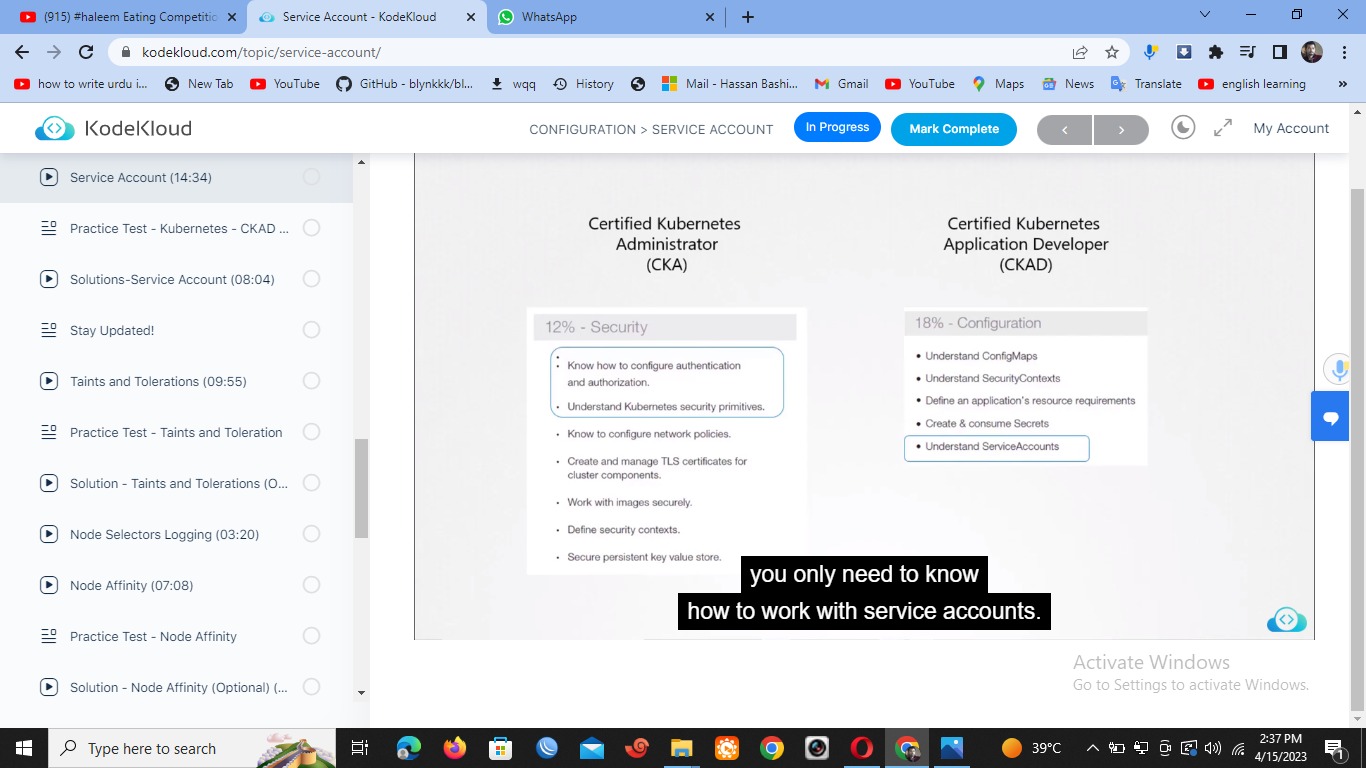 (915) #haleem Eating Competitio
Service Account - KodeKloud
WhatsApp
kodekloud.com/topic/service-account/
how to write urdu i...
New Tab
YouTube
GitHub - blynkkk/bl...
wqq
History
Mail - Hassan Bashi...
Gmail
YouTube
Maps
News
Translate
english learning
»
KodeKloud
CONFIGURATION > SERVICE ACCOUNT
In Progress
Mark Complete
My Account
Service Account (14:34)
Practice Test - Kubernetes - CKAD ...
Solutions-Service Account (08:04)
Stay Updated!
Taints and Tolerations (09:55)
Practice Test - Taints and Toleration
Solution - Taints and Tolerations (O...
Node Selectors Logging (03:20)
Node Affinity (07:08)
Practice Test - Node Affinity
Solution - Node Affinity (Optional) (...
Certified Kubernetes
Administrator
(CKA)
12% - Security
• Know how to configure authentication
and authorization.
• Understand Kubernetes security primitives.
• Know to configure network policies.
• Create and manage TLS certificates for
cluster components.
• Work with images securely.
• Define security contexts.
• Secure persistent key value store.
Certified Kubernetes
Application Developer
(CKAD)
18% - Configuration
• Understand ConfigMaps
• Understand SecurityContexts
• Define an application's resource requirements
• Create & consume Secrets
• Understand ServiceAccounts
you only need to know
how to work with service accounts.
Activate Windows
Go to Settings to activate Windows.
Type here to search
39°C
2:37 PM
4/15/2023
1